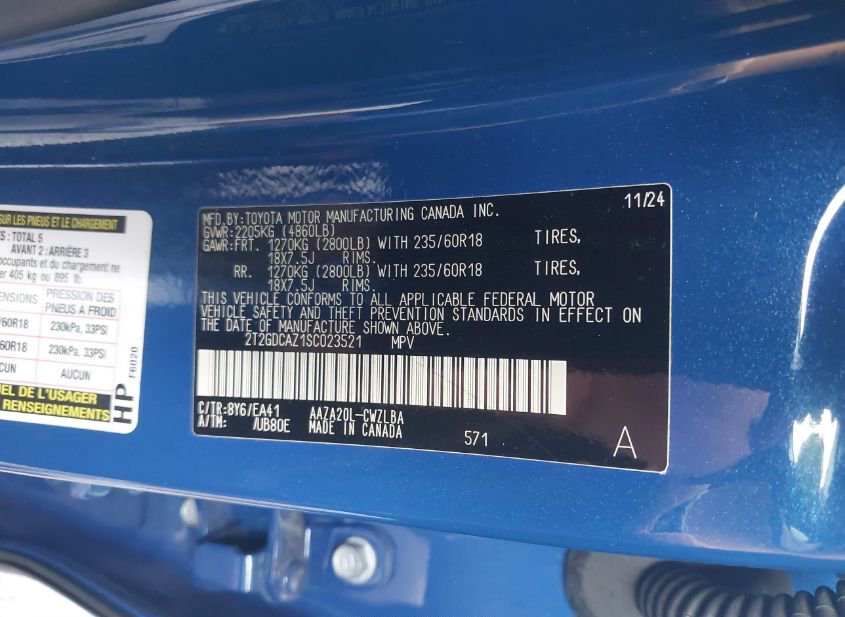 SUR LES PNEUS ET LE CHARGEMENT
: TOTAL 5
AVANT 2: ARRIÈRE 3
occupants et du chargement ne
er 405 kg ou 895 lb.
ENSIONS PRESSION DES PNEUS A FROID
/60R18 230kPa, 33PSI
/60R18 230kPa, 33PSI
CUN AUCUN
EL DE L'USAGER
RENSEIGNEMENTS
HP
F6020
11/24
MFD.BY:TOYOTA MOTOR MANUFACTURING CANADA INC.
GVWR:2205KG (4860LB)
GAWR:FRT. 1270KG (2800LB) WITH 235/60R18 TIRES,
18X7.5J RIMS.
RR. 1270KG (2800LB) WITH 235/60R18 TIRES,
18X7.5J RIMS.
THIS VEHICLE CONFORMS TO ALL APPLICABLE FEDERAL MOTOR
VEHICLE SAFETY AND THEFT PREVENTION STANDARDS IN EFFECT ON
THE DATE OF MANUFACTURE SHOWN ABOVE.
2T2GDCAZ1SC023521 MPV
C/TR:8Y6/EA41 AAZA20L-CWZLBA
A/TM: /UB80E MADE IN CANADA
571
A